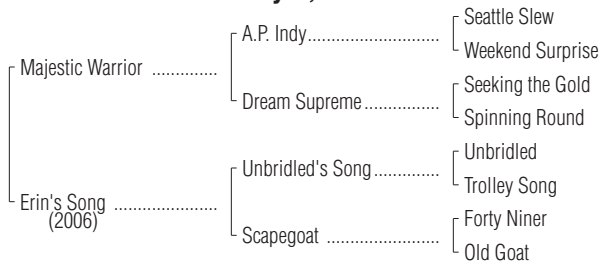 Seattle Slew
A.P. Indy
Weekend Surprise
Majestic Warrior
Seeking the Gold
Dream Supreme
Spinning Round
Unbridled
Unbridled's Song
Trolley Song
Erin's Song
(2006)
Forty Niner
Scapegoat
Old Goat